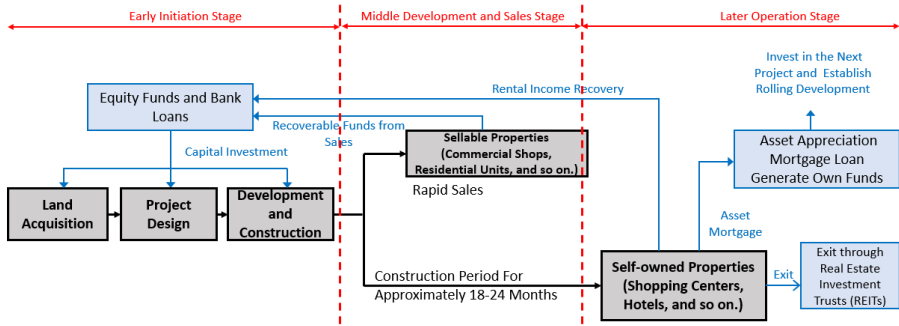 Early Initiation Stage
Middle Development and Sales Stage
Later Operation Stage
Invest in the Next
Project and Establish
Rolling Development
Equity Funds and Bank
Loans
Rental Income Recovery
Recoverable Funds from
Sales
Capital Investment
Sellable Properties
(Commercial Shops,
Residential Units, and so on.)
Rapid Sales
Asset Appreciation
Mortgage Loan
Generate Own Funds
Land
Acquisition
Project
Design
Development
and
Construction
Asset
Mortgage
Construction Period For
Approximately 18-24 Months
Self-owned Properties
(Shopping Centers,
Hotels, and so on.)
Exit
Exit through
Real Estate
Investment
Trusts (REITs)